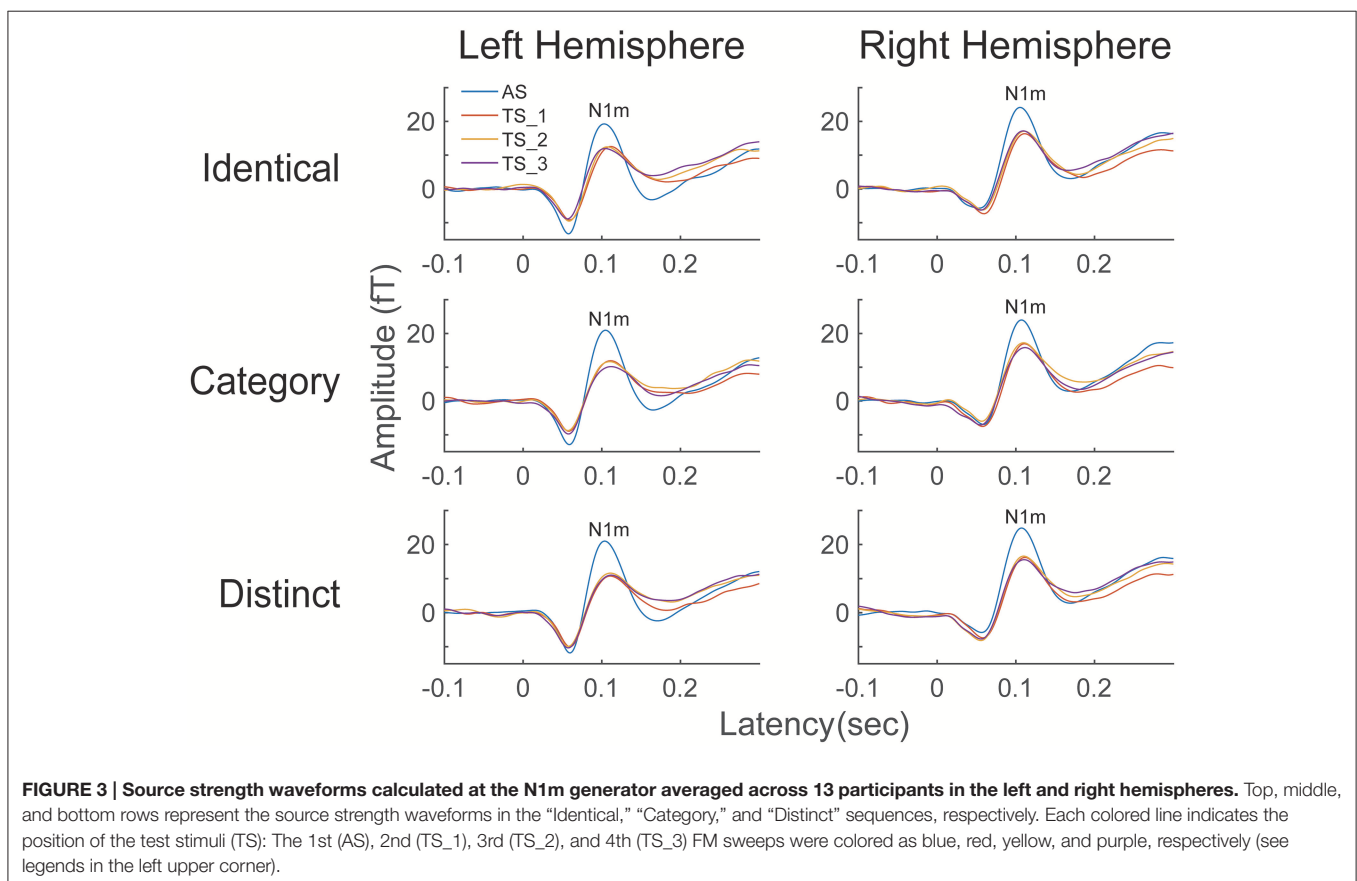 Left Hemisphere Right Hemisphere
Identical
AS
TS_1
TS_2
TS_3
N1m
20
0
-0.1 0 0.1 0.2
N1m
20
0
-0.1 0 0.1 0.2
Category
Amplitude (fT)
N1m
20
0
-0.1 0 0.1 0.2
N1m
20
0
-0.1 0 0.1 0.2
Distinct
N1m
20
0
-0.1 0 0.1 0.2
N1m
20
0
-0.1 0 0.1 0.2
Latency(sec)
FIGURE 3 | Source strength waveforms calculated at the N1m generator averaged across 13 participants in the left and right hemispheres. Top, middle,
and bottom rows represent the source strength waveforms in the “Identical,” “Category,” and “Distinct” sequences, respectively. Each colored line indicates the
position of the test stimuli (TS): The 1st (AS), 2nd (TS_1), 3rd (TS_2), and 4th (TS_3) FM sweeps were colored as blue, red, yellow, and purple, respectively (see
legends in the left upper corner).